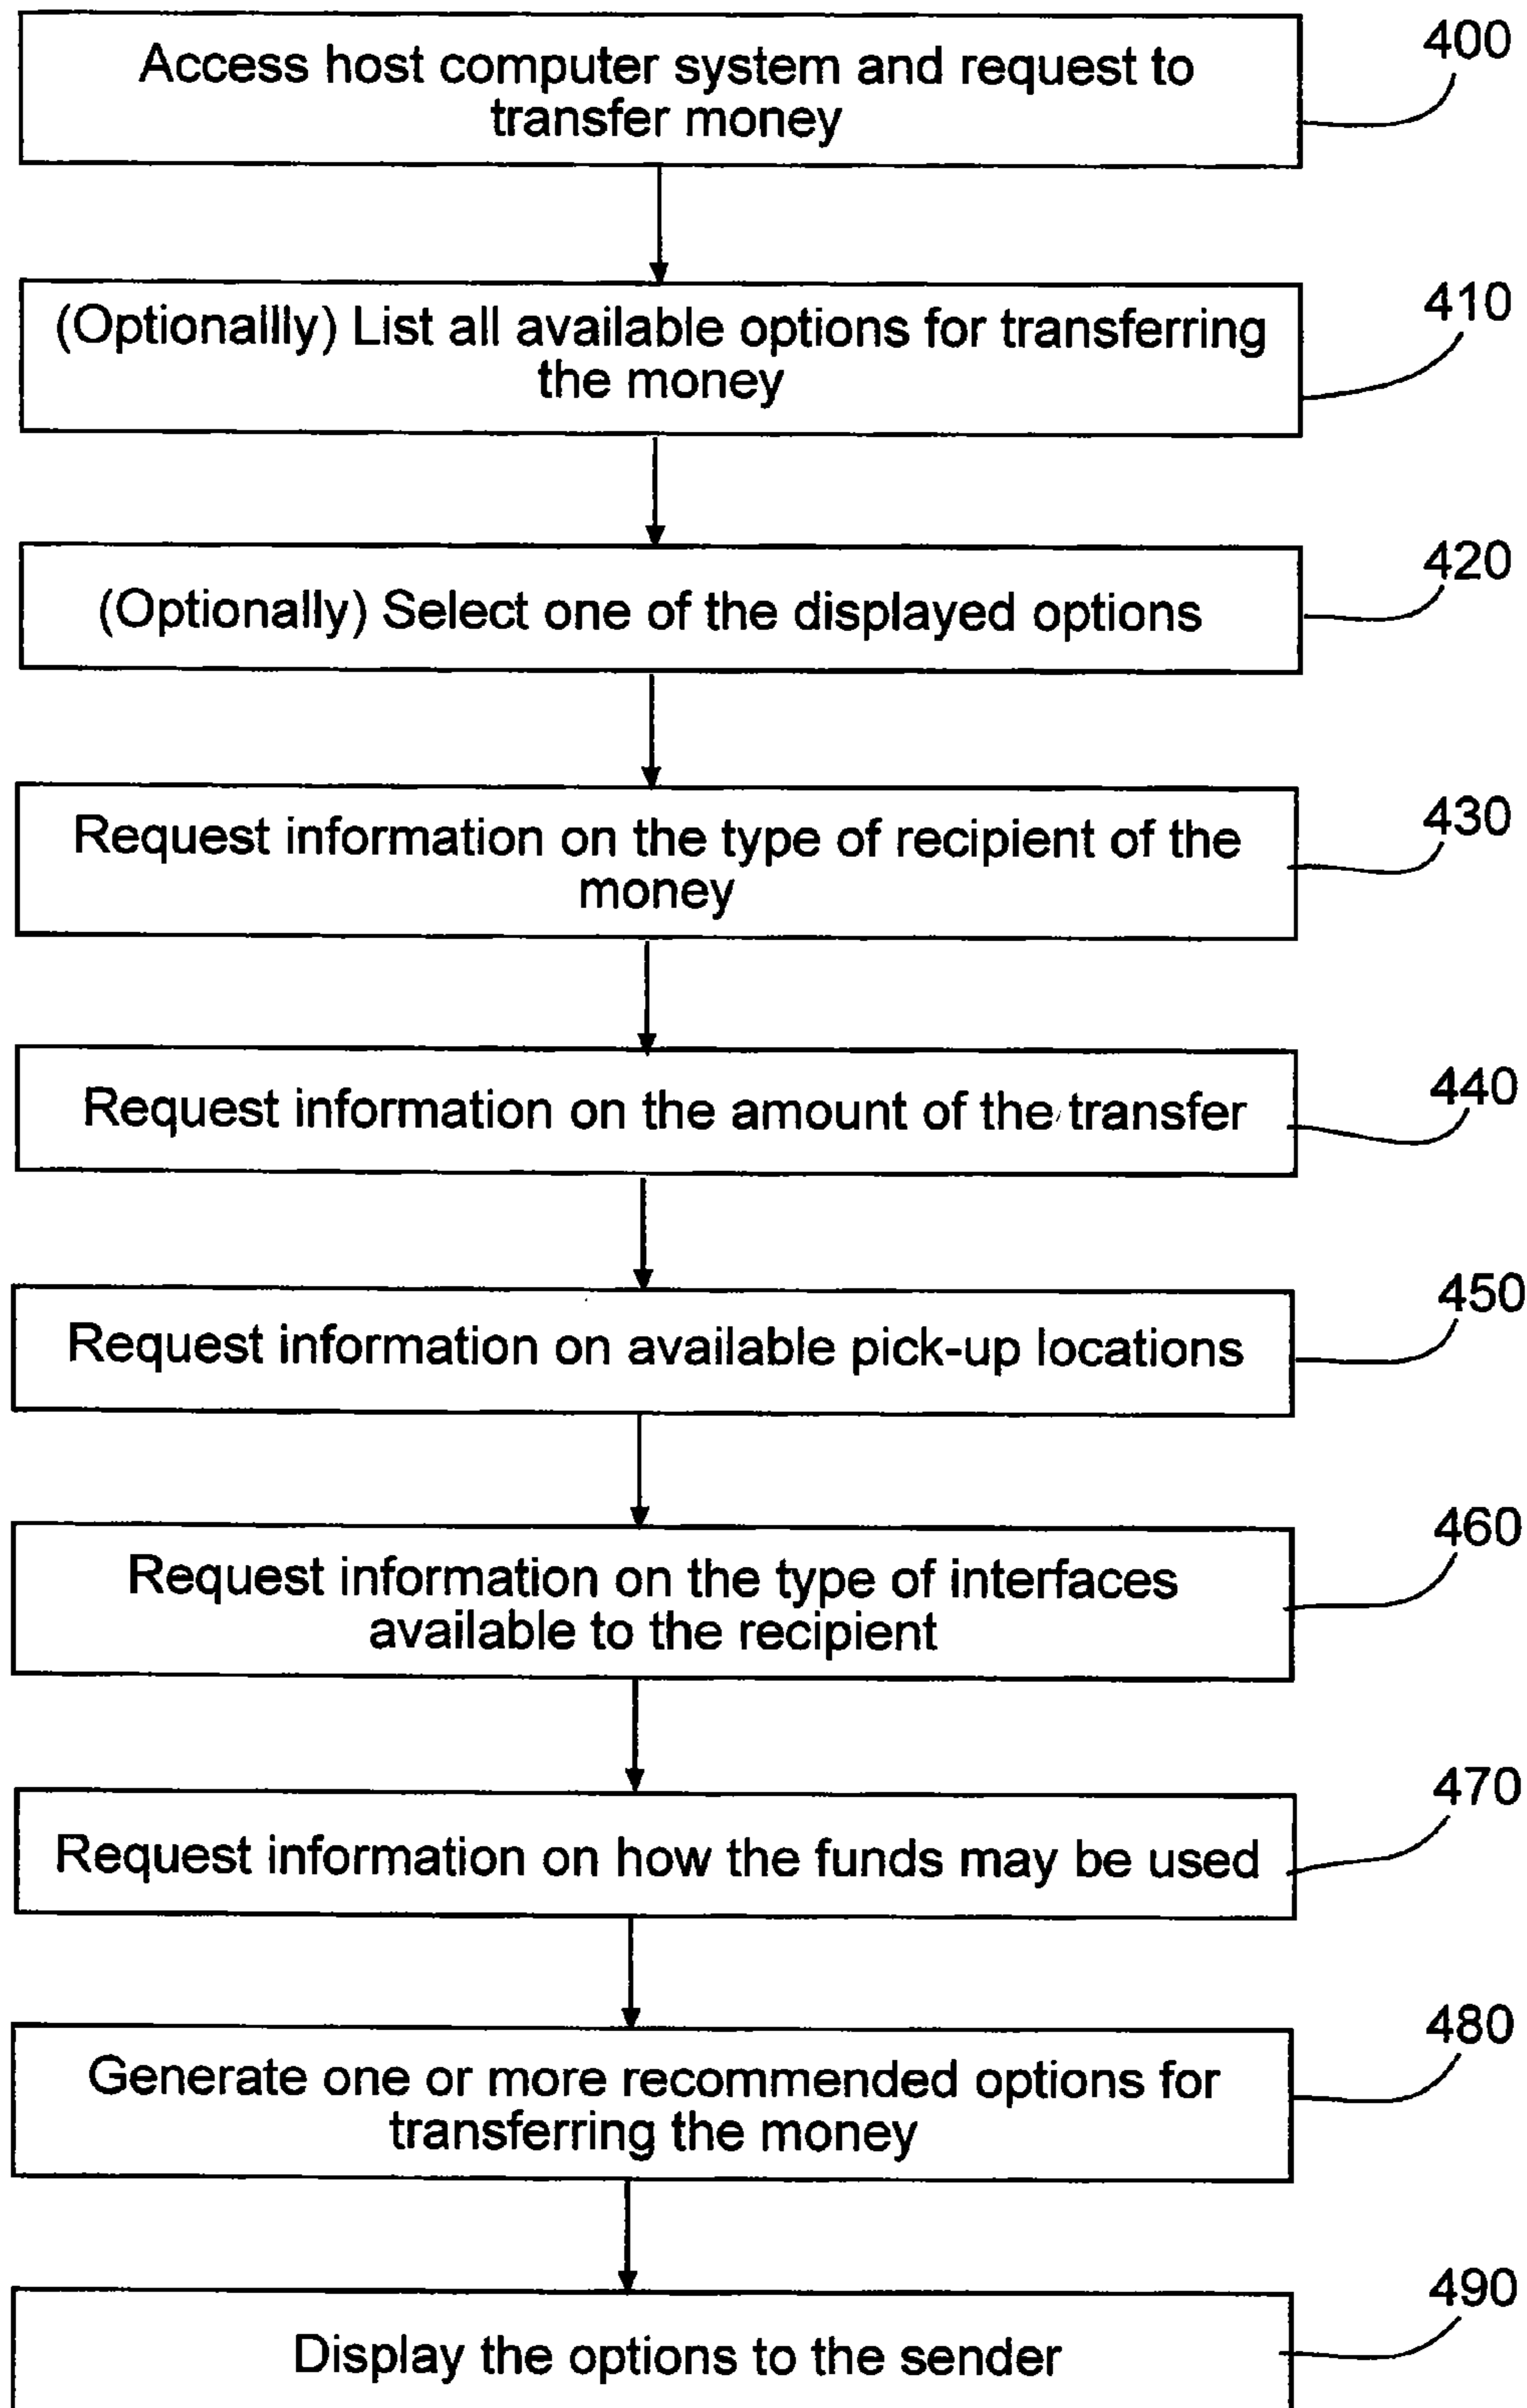 Access host computer system and request to
transfer money
400
(Optionallly) List all available options for transferring
the money
410
(Optionally) Select one of the displayed options
420
Request information on the type of recipient of the
money
430
Request information on the amount of the transfer
440
Request information on available pick-up locations
450
Request information on the type of interfaces
available to the recipient
460
Request information on how the funds may be used
470
Generate one or more recommended options for
transferring the money
480
Display the options to the sender
490